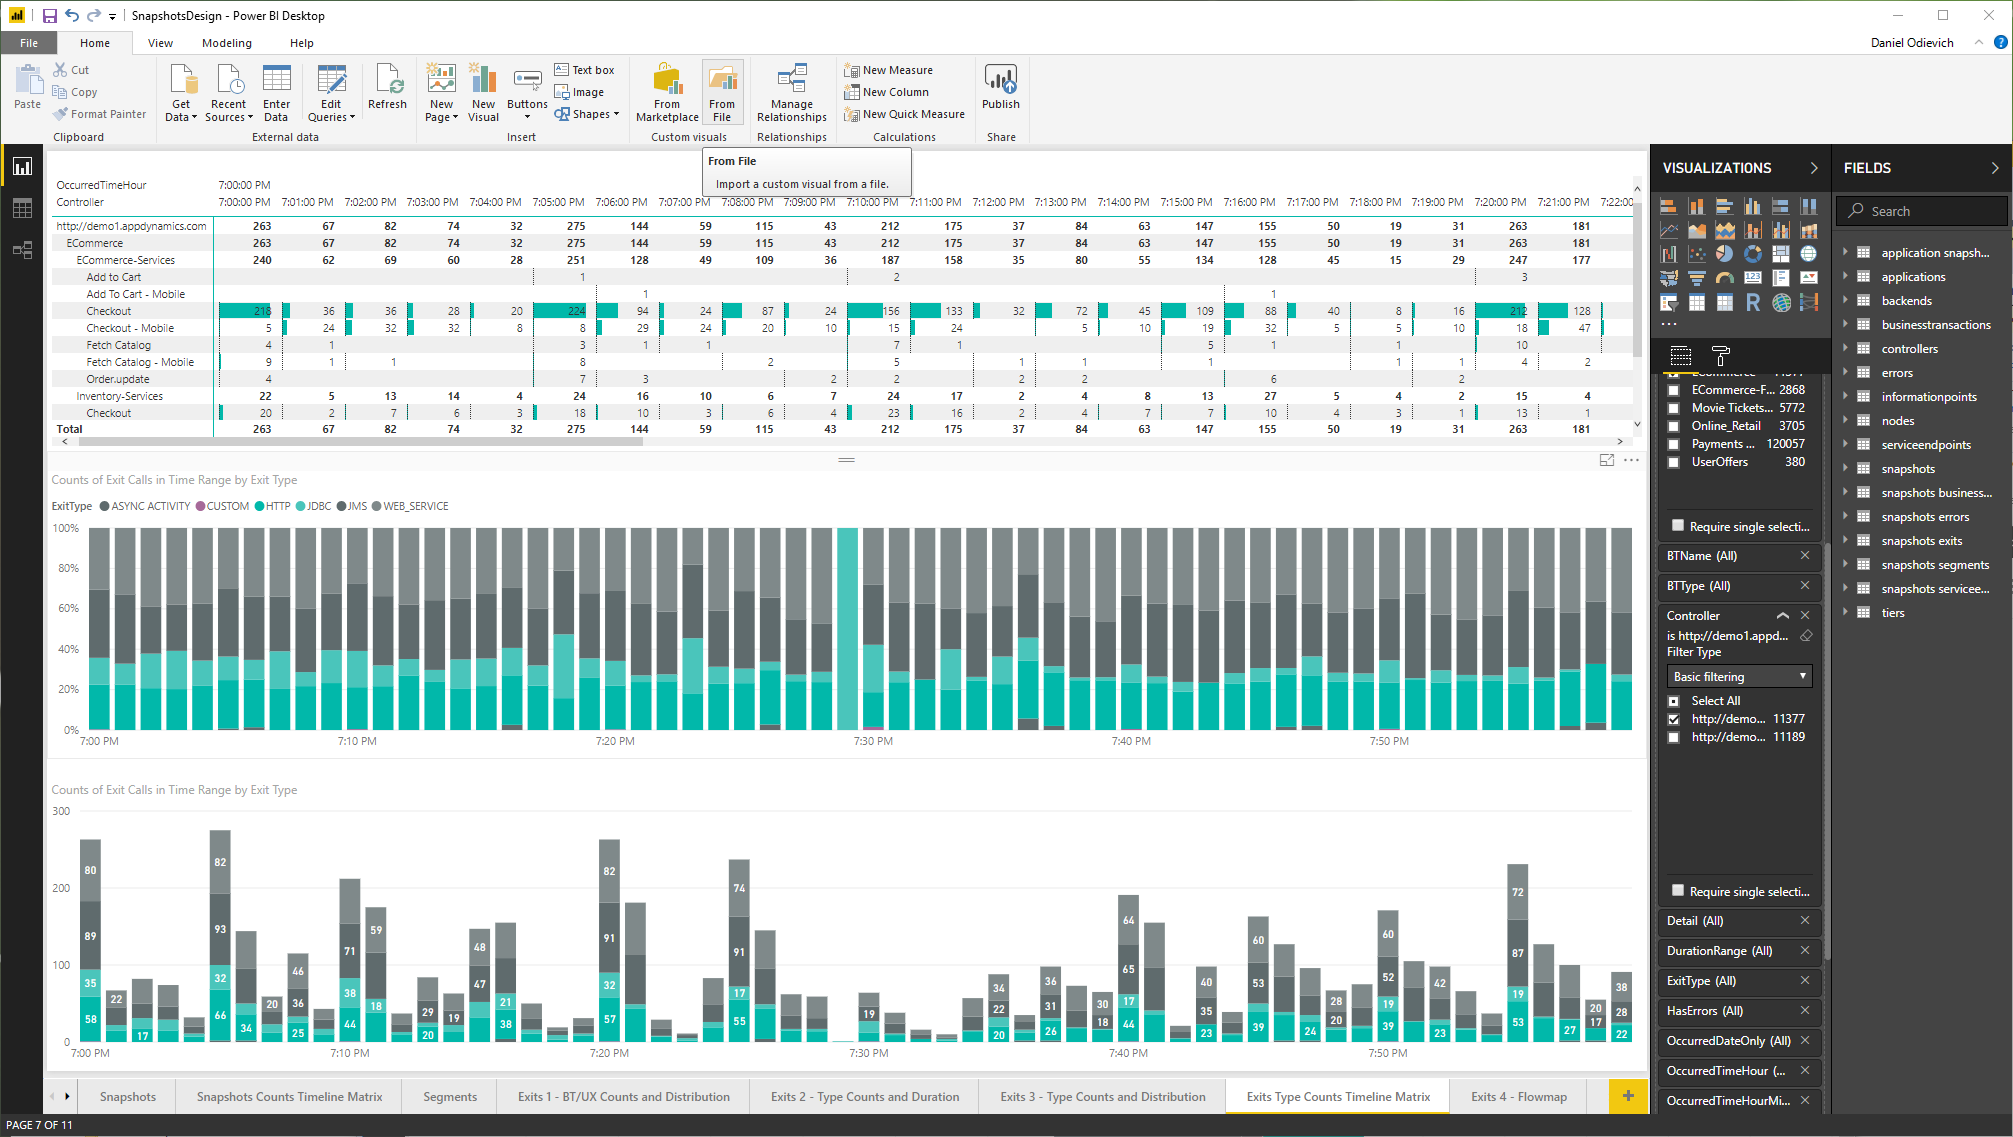 SnapshotsDesign - Power BI Desktop
File Home View Modeling Help Daniel Odievich
Paste Cut Copy Format Painter Clipboard
Get Data Recent Sources Enter Data Edit Queries Refresh External data
New Page New Visual Buttons Text box Image Shapes Insert
From Marketplace From File Custom visuals
Manage Relationships Relationships
New Measure New Column New Quick Measure Calculations
Publish Share
From File
Import a custom visual from a file.
OccurredTimeHour 7:00:00 PM
Controller 7:00:00 PM 7:01:00 PM 7:02:00 PM 7:03:00 PM 7:04:00 PM 7:05:00 PM 7:06:00 PM 7:07:00 PM 7:08:00 PM 7:09:00 PM 7:10:00 PM 7:11:00 PM 7:12:00 PM 7:13:00 PM 7:14:00 PM 7:15:00 PM 7:16:00 PM 7:17:00 PM 7:18:00 PM 7:19:00 PM 7:20:00 PM 7:21:00 PM 7:22:00
http://demo1.appdynamics.com 263 67 82 74 32 275 144 59 115 43 212 175 37 84 63 147 155 50 19 31 263 181
ECommerce 263 67 82 74 32 275 144 59 115 43 212 175 37 84 63 147 155 50 19 31 263 181
ECommerce-Services 240 62 69 60 28 251 128 49 109 36 187 158 35 80 55 134 128 45 15 29 247 177
Add to Cart 1 2 3
Add To Cart - Mobile 1 1
Checkout 218 36 36 28 20 224 94 24 87 24 156 133 32 72 45 109 88 40 8 16 212 128
Checkout - Mobile 5 24 32 32 8 8 29 24 20 10 15 24 5 10 19 32 5 5 10 18 47
Fetch Catalog 4 1 3 1 1 7 1 5 1 1 10
Fetch Catalog - Mobile 9 1 1 8 2 5 1 1 1 1 1 4 2
Order.update 4 7 3 2 2 2 2 6 2
Inventory-Services 22 5 13 14 4 24 16 10 6 7 24 17 2 4 8 13 27 5 4 2 15 4
Checkout 20 2 7 6 3 18 10 3 6 4 23 16 2 4 7 7 10 4 3 1 13 1
Total 263 67 82 74 32 275 144 59 115 43 212 175 37 84 63 147 155 50 19 31 263 181
Counts of Exit Calls in Time Range by Exit Type
ExitType ASYNC ACTIVITY CUSTOM HTTP JDBC JMS WEB_SERVICE
100%
80%
60%
40%
20%
0%
7:00 PM 7:10 PM 7:20 PM 7:30 PM 7:40 PM 7:50 PM
Counts of Exit Calls in Time Range by Exit Type
300
200
100
0
80 89 35 58
22
17
82 93 32 66
34
20
46 36 25
71 38 44
59 18
29 20
19
48 47
21 38
82 91 32 57
74 91 17 55
19
34 22 20
36 31 26
30 18
64 65 17 44
40 35 23
60 53 39
24
28 20
60 52 19 39
42 23
72 87 19 53
27
20 17
38 28 22
7:00 PM 7:10 PM 7:20 PM 7:30 PM 7:40 PM 7:50 PM
VISUALIZATIONS
ECommerce-F... 2868
Movie Tickets... 5772
Online_Retail 3705
Payments ... 120057
UserOffers 380
Require single selecti...
BTName (All)
BTType (All)
Controller
is http://demo1.appd...
Filter Type
Basic filtering
Select All
http://demo... 11377
http://demo... 11189
Require single selecti...
Detail (All)
DurationRange (All)
ExitType (All)
HasErrors (All)
OccurredDateOnly (All)
OccurredTimeHour (...
OccurredTimeHourMi...
FIELDS
Search
application snapsh...
applications
backends
businesstransactions
controllers
errors
informationpoints
nodes
serviceendpoints
snapshots
snapshots business...
snapshots errors
snapshots exits
snapshots segments
snapshots servicee...
tiers
Snapshots Snapshots Counts Timeline Matrix Segments Exits 1 - BT/UX Counts and Distribution Exits 2 - Type Counts and Duration Exits 3 - Type Counts and Distribution Exits Type Counts Timeline Matrix Exits 4 - Flowmap +
PAGE 7 OF 11